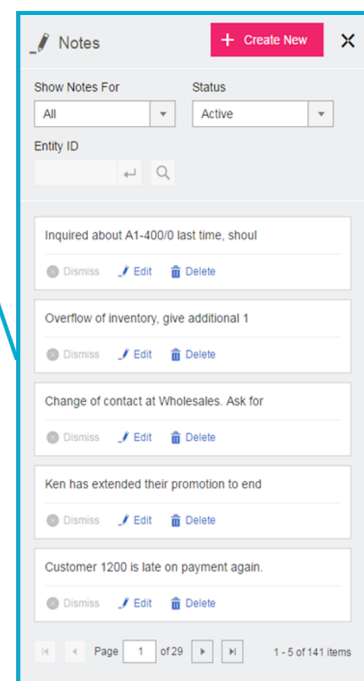 Notes
+ Create New
Show Notes For Status
All Active
Entity ID
Inquired about A1-400/0 last time, shoul
Dismiss Edit Delete
Overflow of inventory, give additional 1
Dismiss Edit Delete
Change of contact at Wholesales. Ask for
Dismiss Edit Delete
Ken has extended their promotion to end
Dismiss Edit Delete
Customer 1200 is late on payment again.
Dismiss Edit Delete
Page 1 of 29 1 - 5 of 141 items